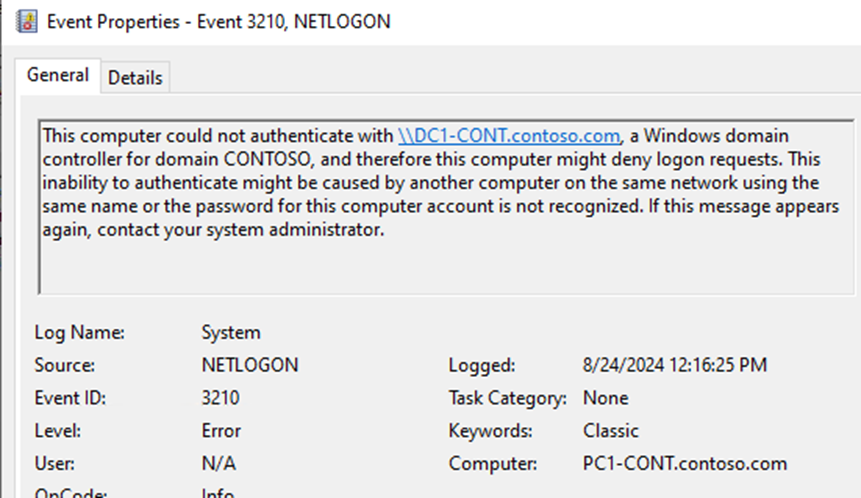 Event Properties - Event 3210, NETLOGON
General Details
This computer could not authenticate with \\DC1-CONT.contoso.com, a Windows domain
controller for domain CONTOSO, and therefore this computer might deny logon requests. This
inability to authenticate might be caused by another computer on the same network using the
same name or the password for this computer account is not recognized. If this message appears
again, contact your system administrator.
Log Name: System
Source: NETLOGON Logged: 8/24/2024 12:16:25 PM
Event ID: 3210 Task Category: None
Level: Error Keywords: Classic
User: N/A Computer: PC1-CONT.contoso.com
OpCode: Info